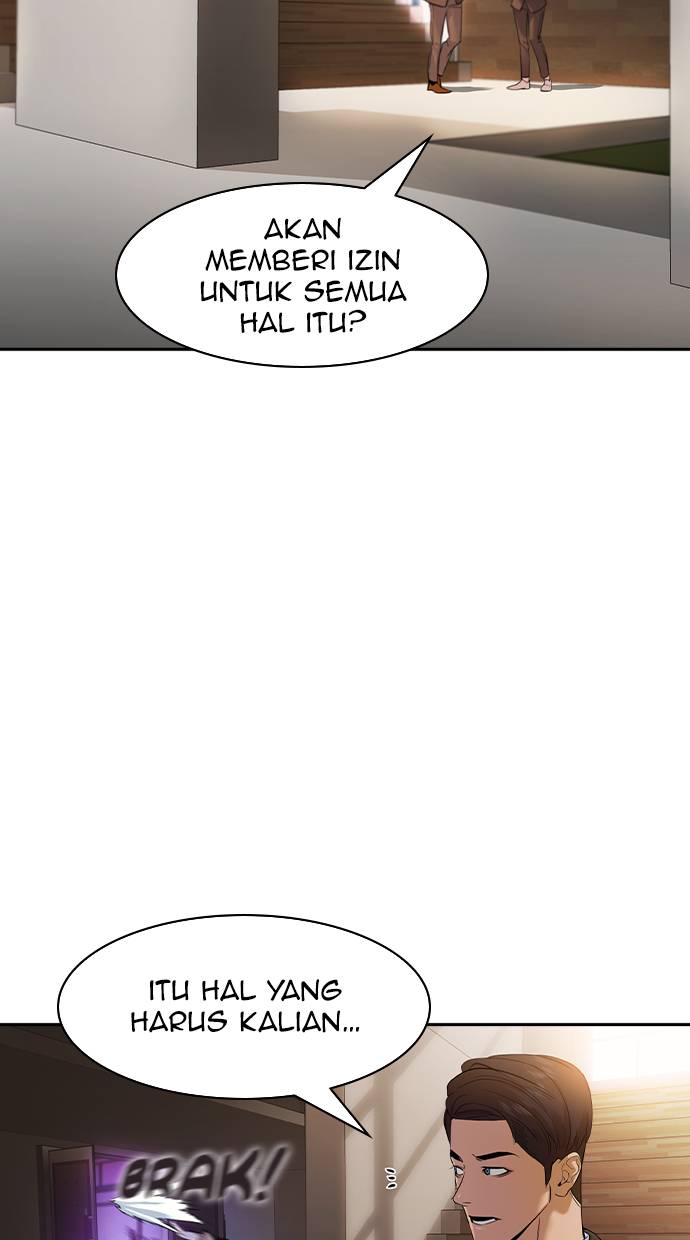 AKAN
MEMBERI IZIN
UNTUK SEMUA
HAL ITU?
ITU HAL YANG
HARUS KALIAN...
BRAK!